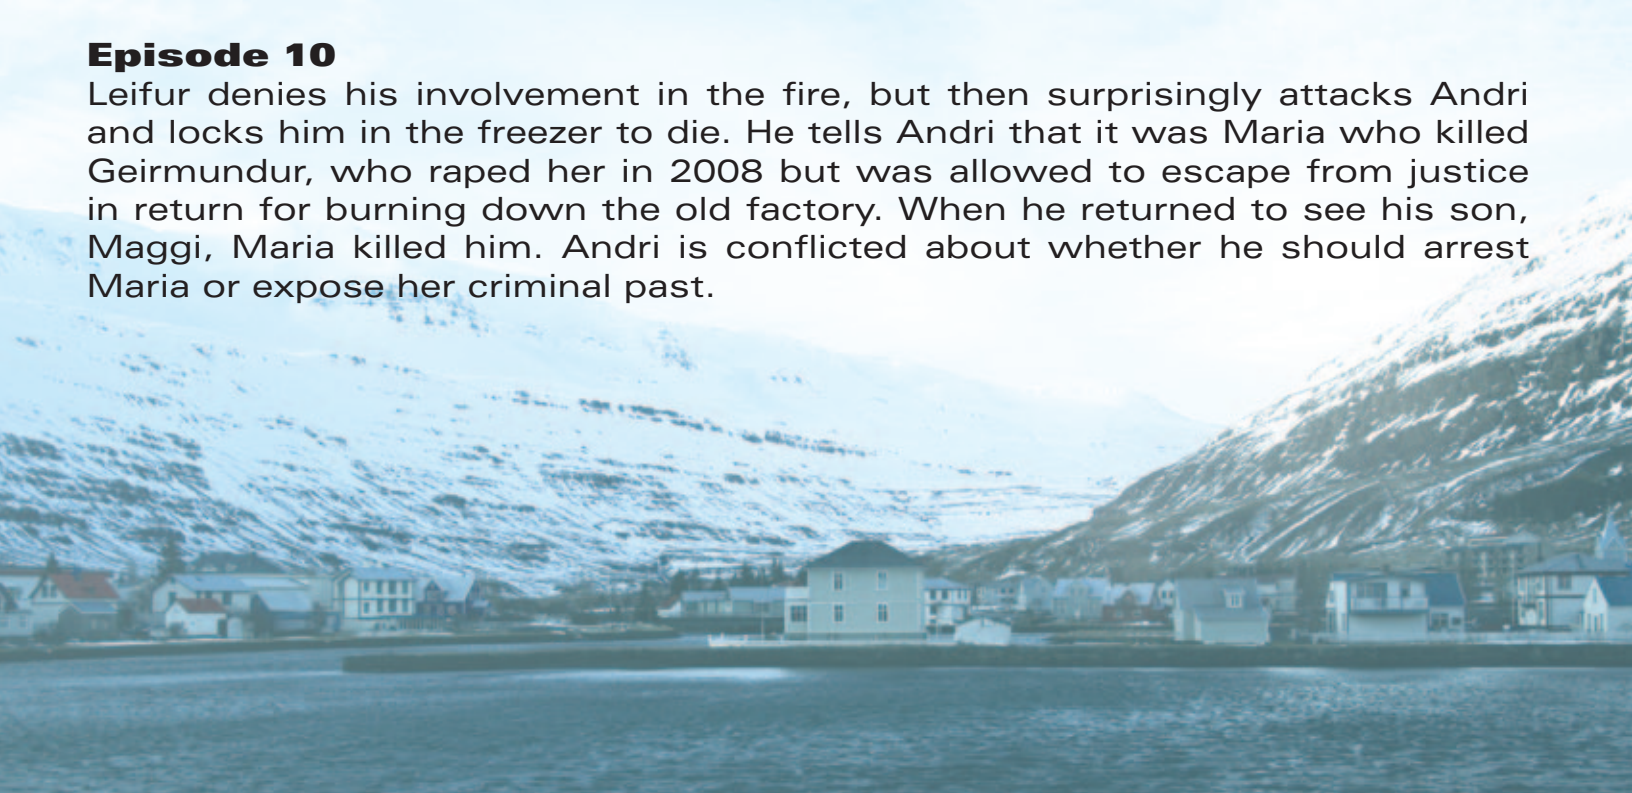 Episode 10
Leifur denies his involvement in the fire, but then surprisingly attacks Andri
and locks him in the freezer to die. He tells Andri that it was Maria who killed
Geirmundur, who raped her in 2008 but was allowed to escape from justice
in return for burning down the old factory. When he returned to see his son,
Maggi, Maria killed him. Andri is conflicted about whether he should arrest
Maria or expose her criminal past.